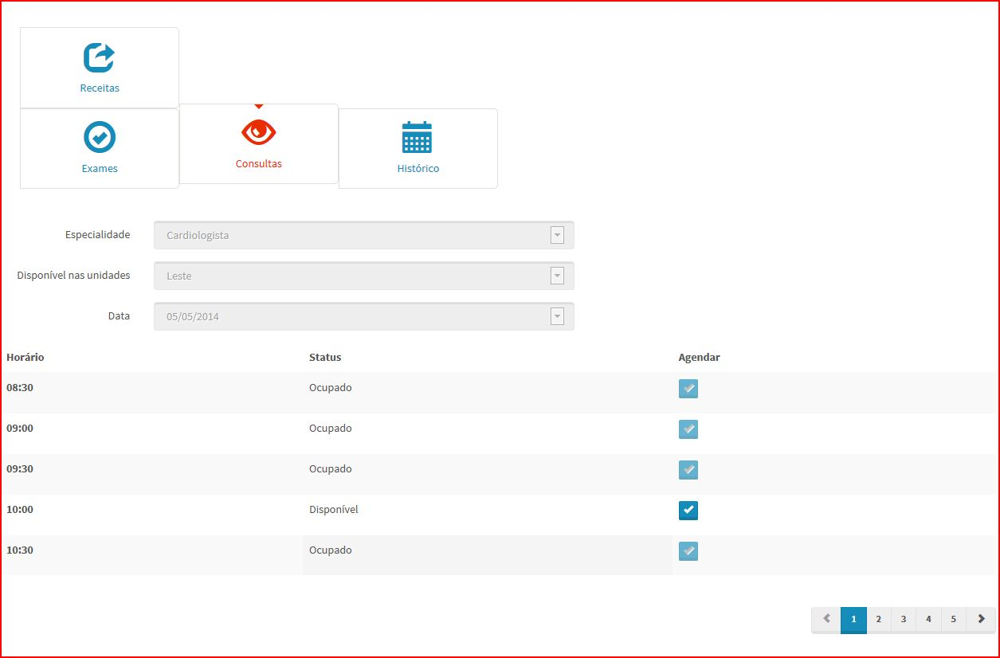 Receitas
Exames
Consultas
Histórico
Especialidade Cardiologista
Disponível nas unidades Leste
Data 05/05/2014
Horário Status Agendar
08:30 Ocupado
09:00 Ocupado
09:30 Ocupado
10:00 Disponível
10:30 Ocupado
1 2 3 4 5